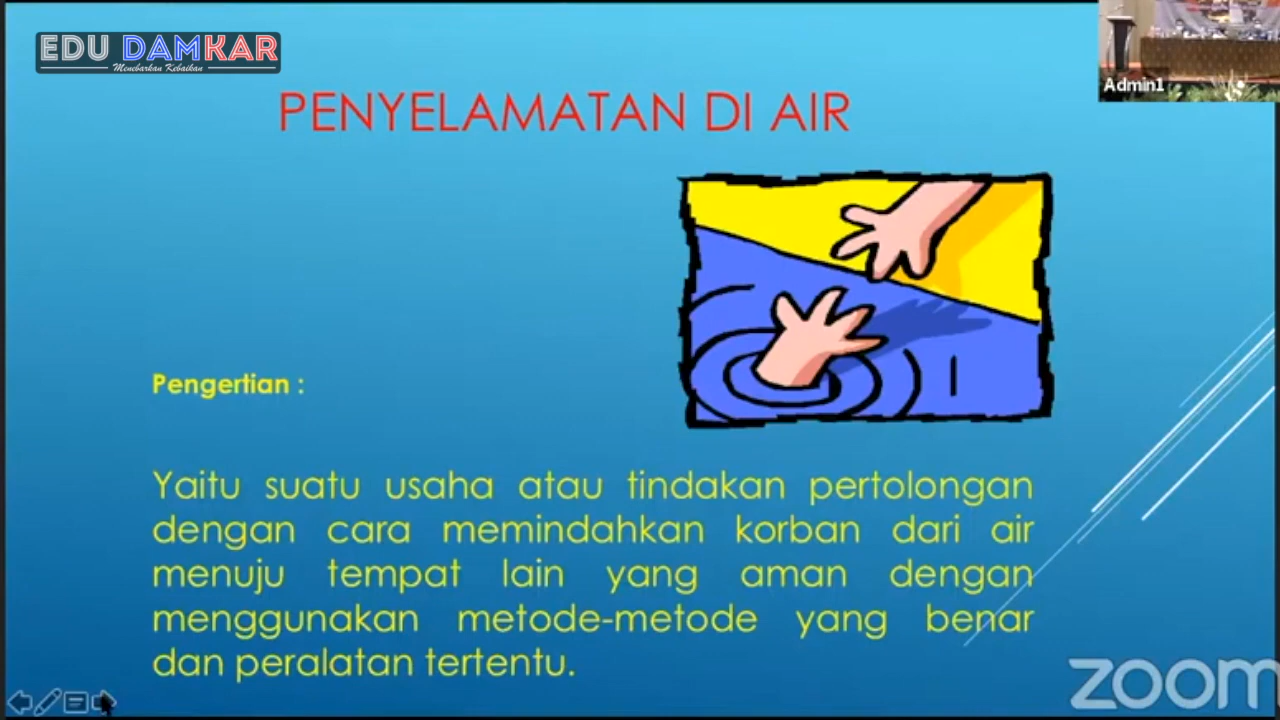 EDU DAMKAR
Menebarkan Kebaikan
Admin1
PENYELAMATAN DI AIR
Pengertian :
Yaitu suatu usaha atau tindakan pertolongan
dengan cara memindahkan korban dari air
menuju tempat lain yang aman dengan
menggunakan metode-metode yang benar
dan peralatan tertentu.
zoom